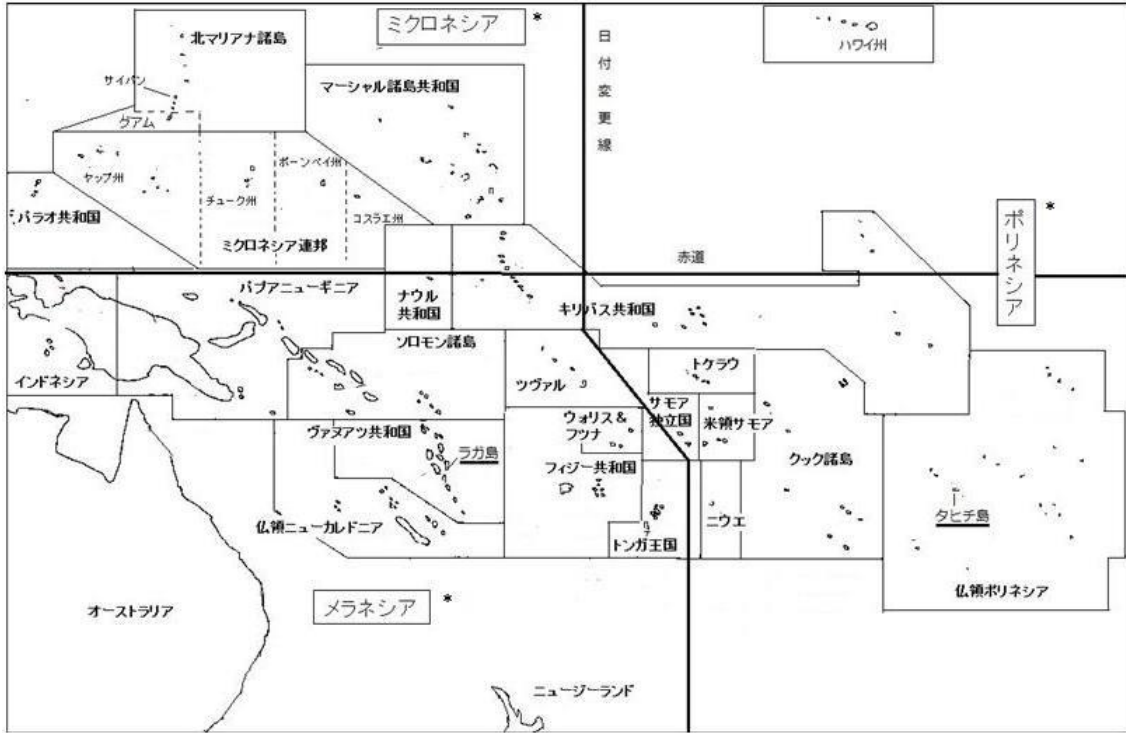 ミクロネシア *
北マリアナ諸島
サイパン
グアム
マーシャル諸島共和国
日付変更線
ハワイ州
ヤップ州
チューク州
ポーンペイ州
コスラエ州
パラオ共和国
ミクロネシア連邦
ポリネシア *
赤道
パプアニューギニア
ナウル
共和国
キリバス共和国
インドネシア
ソロモン諸島
ツヴァル
トケラウ
サモア
独立国
米領サモア
ヴァヌアツ共和国
ウォリス&
フツナ
ラガ島
フィジー共和国
クック諸島
仏領ニューカレドニア
トンガ王国
ニウエ
タヒチ島
仏領ポリネシア
オーストラリア
メラネシア *
ニュージーランド